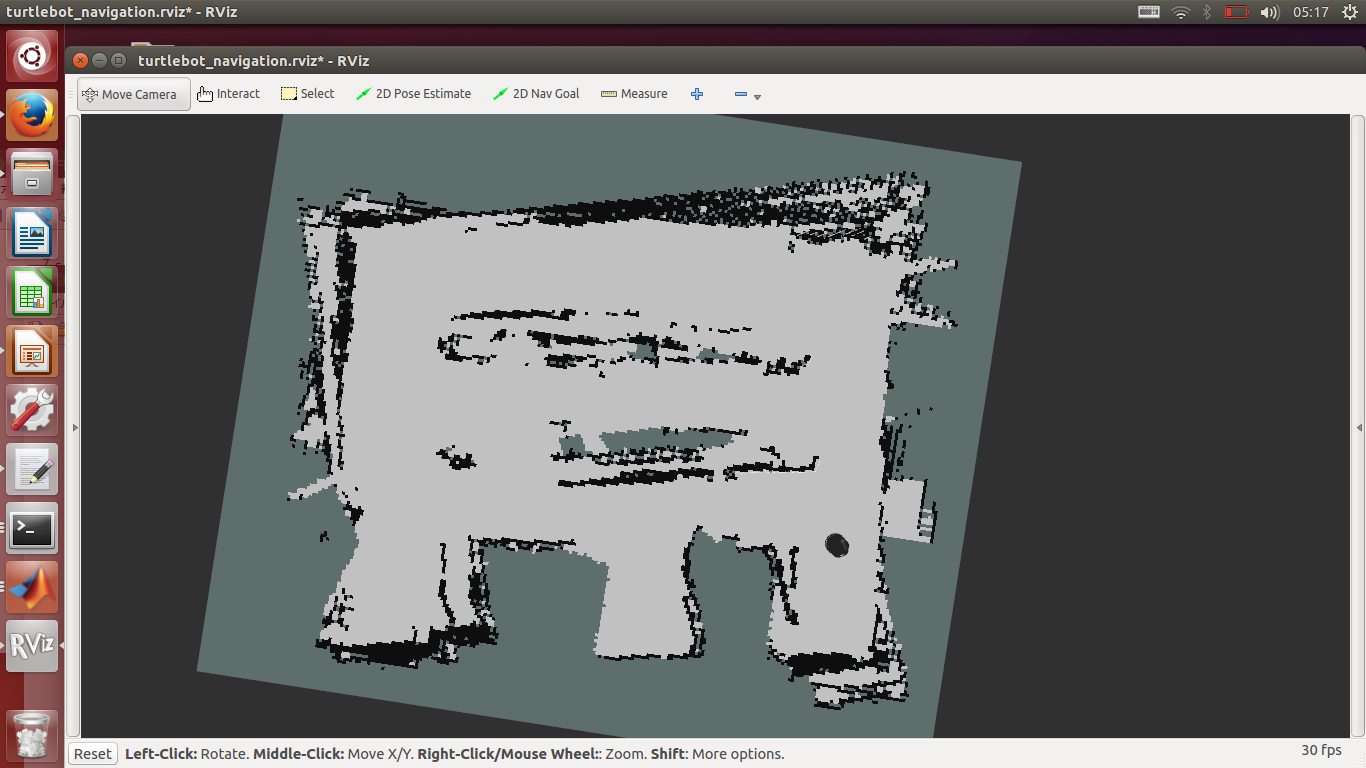 turtlebot_navigation.rviz* - RViz
05:17
turtlebot_navigation.rviz* - RViz
Move Camera Interact Select 2D Pose Estimate 2D Nav Goal Measure
RViz
Reset Left-Click: Rotate. Middle-Click: Move X/Y. Right-Click/Mouse Wheel:: Zoom. Shift: More options. 30 fps